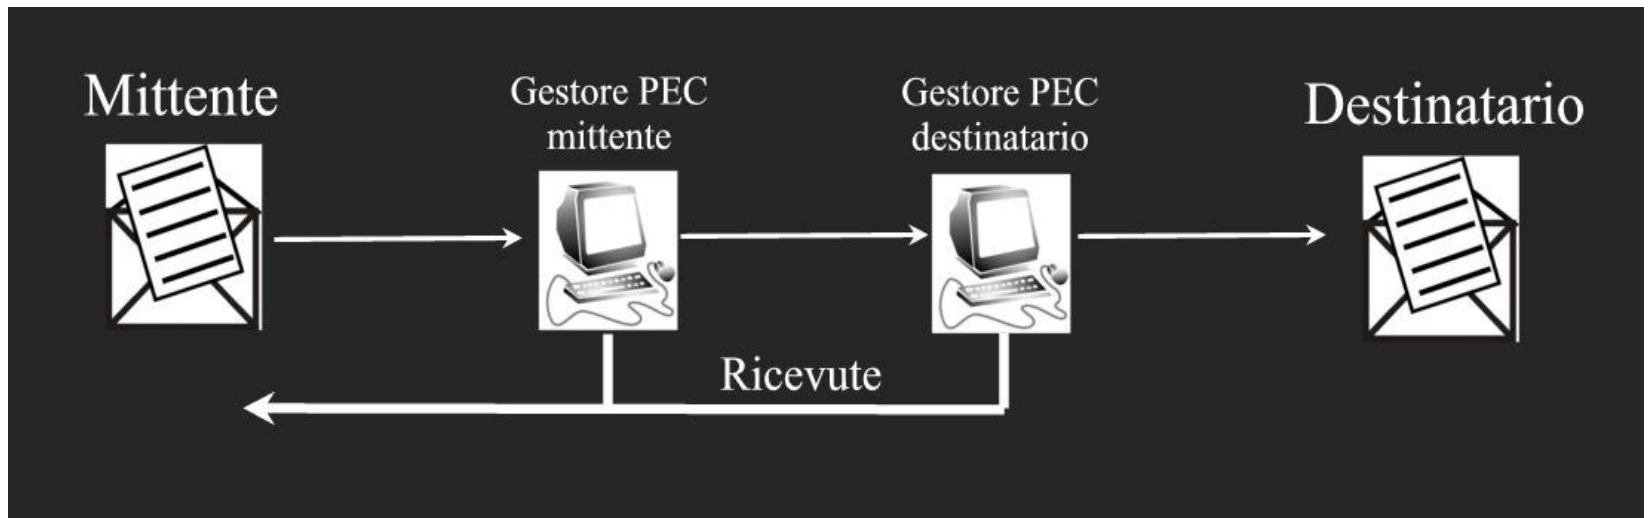 Mittente
Gestore PEC
mittente
Gestore PEC
destinatario
Destinatario
Ricevute